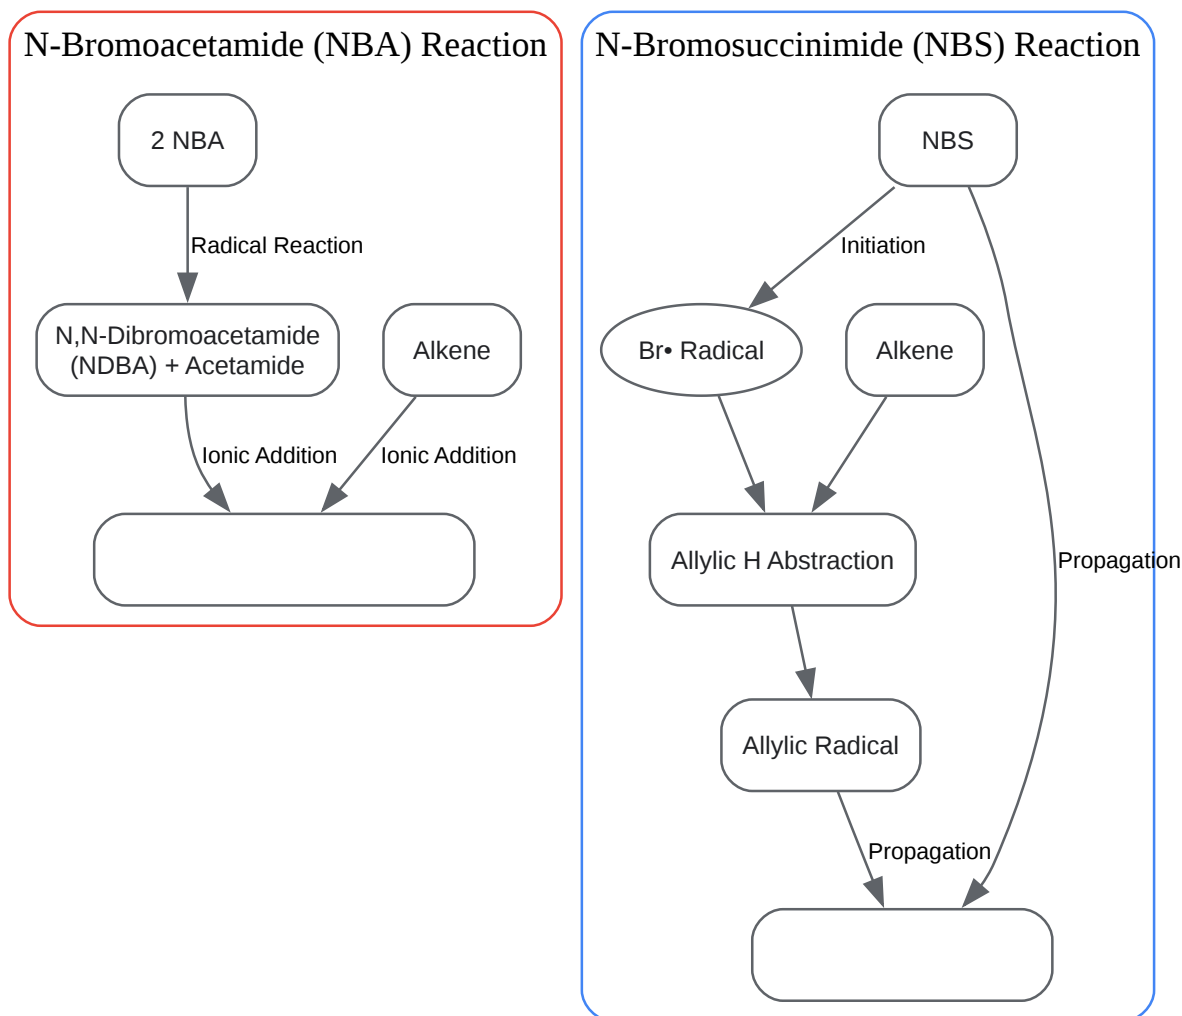 N-Bromoacetamide (NBA) Reaction
2 NBA
Radical Reaction
N,N-Dibromoacetamide
(NDBA) + Acetamide
Alkene
Ionic Addition
Ionic Addition
N-Bromosuccinimide (NBS) Reaction
NBS
Initiation
Br• Radical
Alkene
Allylic H Abstraction
Propagation
Allylic Radical
Propagation